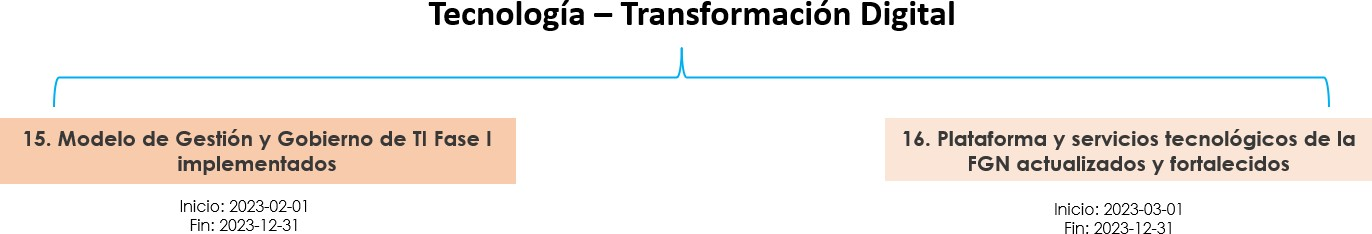 Tecnología – Transformación Digital
15. Modelo de Gestión y Gobierno de TI Fase I
implementados
Inicio: 2023-02-01
Fin: 2023-12-31
16. Plataforma y servicios tecnológicos de la
FGN actualizados y fortalecidos
Inicio: 2023-03-01
Fin: 2023-12-31